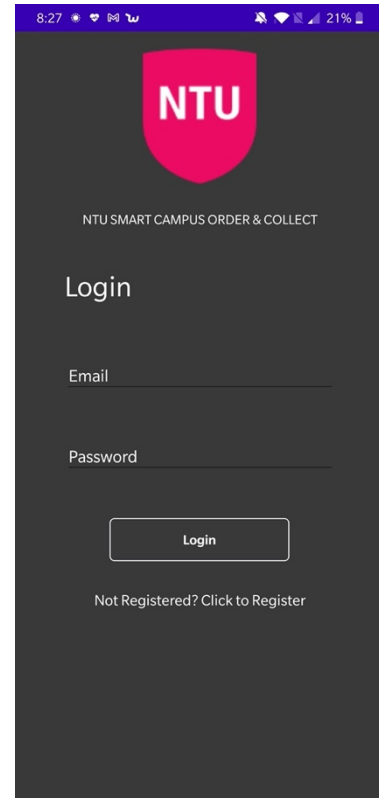 8:27 21%
NTU
NTU SMART CAMPUS ORDER & COLLECT
Login
Email
Password
Login
Not Registered? Click to Register